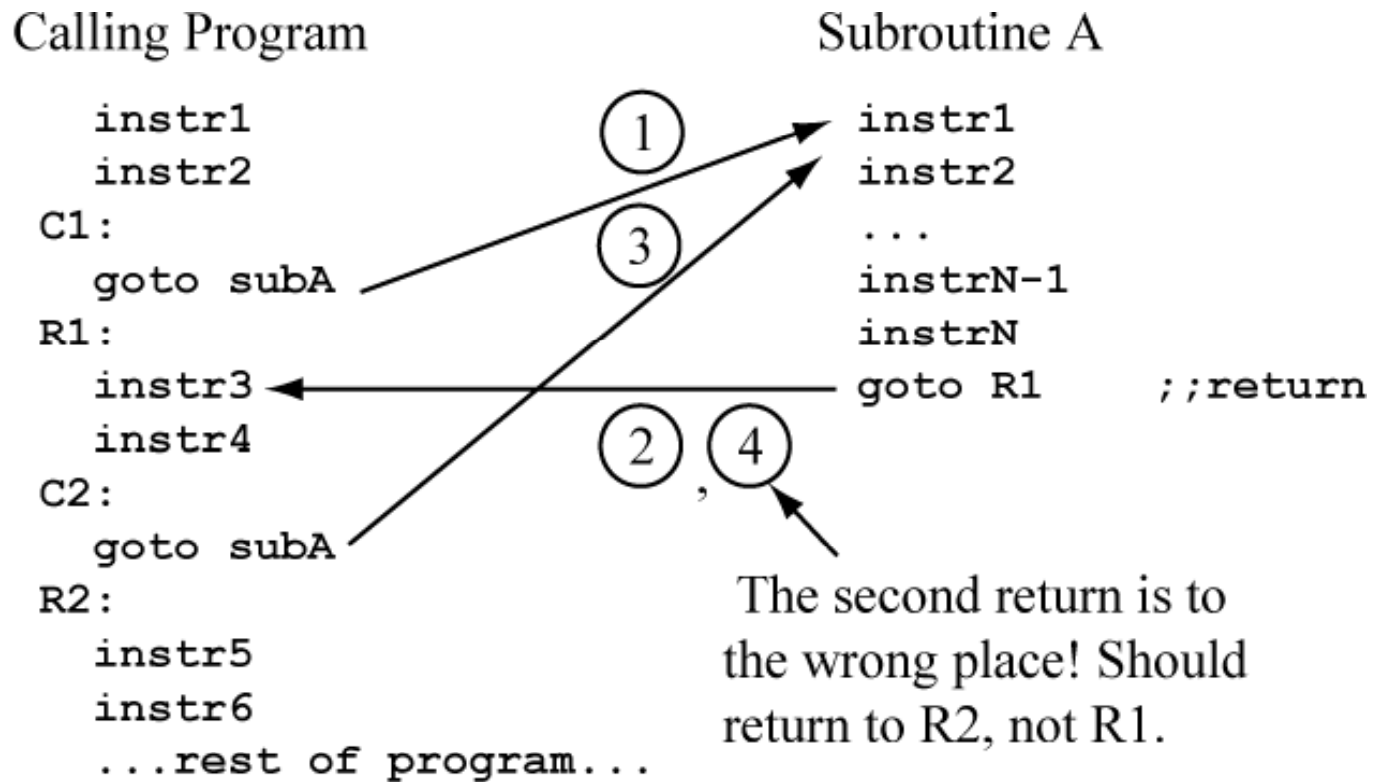 Calling Program
instr1
instr2
C1:
goto subA
R1:
instr3
instr4
C2:
goto subA
R2:
instr5
instr6
...rest of program...
1
3
2 , 4
Subroutine A
instr1
instr2
...
instrN-1
instrN
goto R1 ;;return
The second return is to
the wrong place! Should
return to R2, not R1.